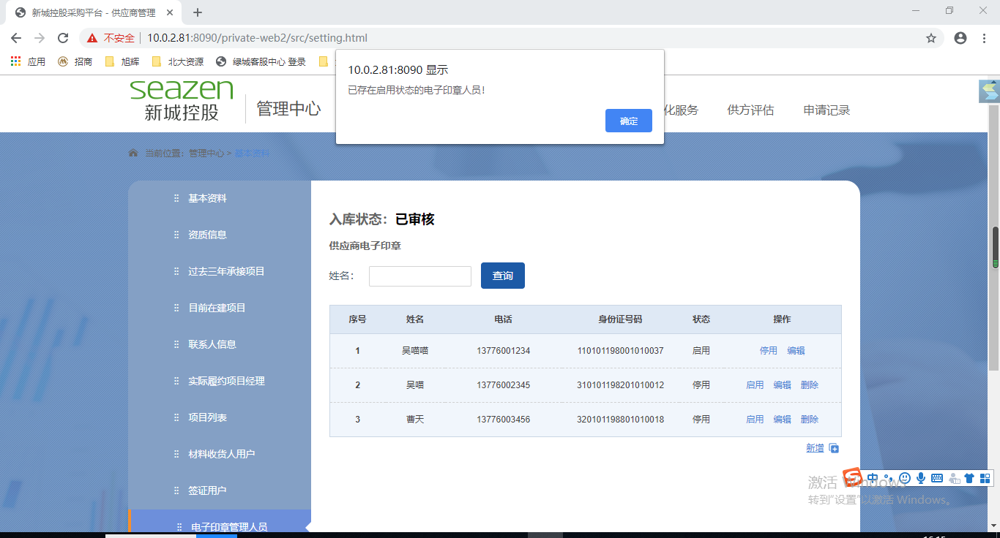 新城控股采购平台 - 供应商管理
不安全 10.0.2.81:8090/private-web2/src/setting.html
应用 招商 旭辉 北大资源 绿城客服中心 登录
10.0.2.81:8090 显示
已存在启用状态的电子印章人员！
确定
seazen
新城控股
管理中心
化服务 供方评估 申请记录
当前位置：管理中心 > 基本资料
基本资料
资质信息
过去三年承接项目
目前在建项目
联系人信息
实际履约项目经理
项目列表
材料收货人用户
签证用户
电子印章管理人员
入库状态：已审核
供应商电子印章
姓名： 查询
序号 姓名 电话 身份证号码 状态 操作
1 吴喵喵 13776001234 110101198001010037 启用 停用 编辑
2 吴喵 13776002345 310101198201010012 停用 启用 编辑 删除
3 曹天 13776003456 320101198801010018 停用 启用 编辑 删除
新增
中
激活 Windows
转到"设置"以激活 Windows。